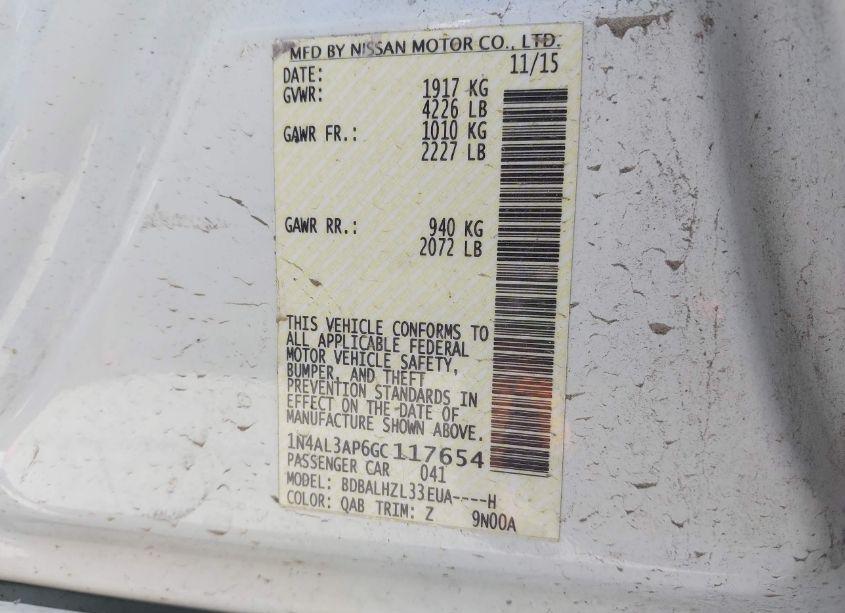 MFD BY NISSAN MOTOR CO., LTD.
DATE: 11/15
GVWR: 1917 KG
4226 LB
GAWR FR.: 1010 KG
2227 LB
GAWR RR.: 940 KG
2072 LB
THIS VEHICLE CONFORMS TO
ALL APPLICABLE FEDERAL
MOTOR VEHICLE SAFETY,
BUMPER, AND THEFT
PREVENTION STANDARDS IN
EFFECT ON THE DATE OF
MANUFACTURE SHOWN ABOVE.
1N4AL3AP6GC117654
PASSENGER CAR 041
MODEL: BDBALHZL33EUA----H
COLOR: QAB TRIM: Z 9N00A